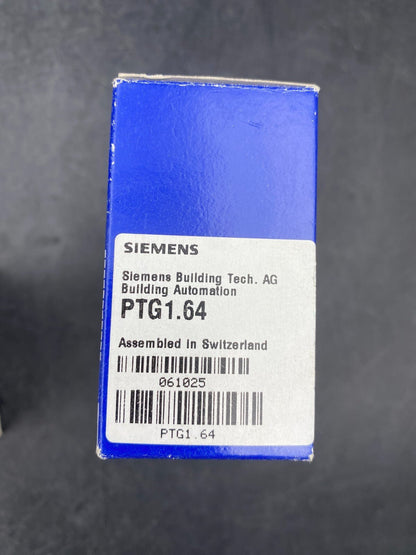 SIEMENS
Siemens Building Tech. AG
Building Automation
PTG1.64
Assembled in Switzerland
061025
PTG1.64